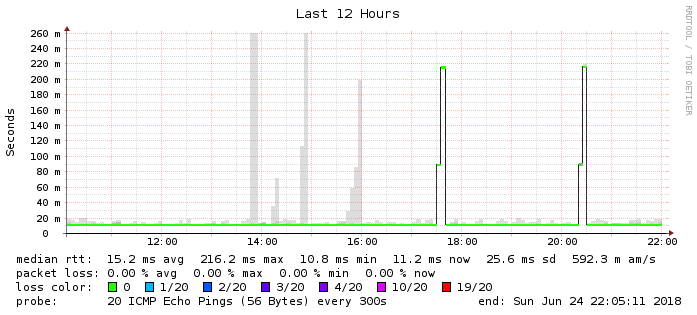 Last 12 Hours
RRDTOOL / TOBI OETIKER
Seconds
260 m
240 m
220 m
200 m
180 m
160 m
140 m
120 m
100 m
80 m
60 m
40 m
20 m
0
12:00 14:00 16:00 18:00 20:00 22:00
median rtt: 15.2 ms avg 216.2 ms max 10.8 ms min 11.2 ms now 25.6 ms sd 592.3 m am/s
packet loss: 0.00 % avg 0.00 % max 0.00 % min 0.00 % now
loss color: 0 1/20 2/20 3/20 4/20 10/20 19/20
probe: 20 ICMP Echo Pings (56 Bytes) every 300s end: Sun Jun 24 22:05:11 2018